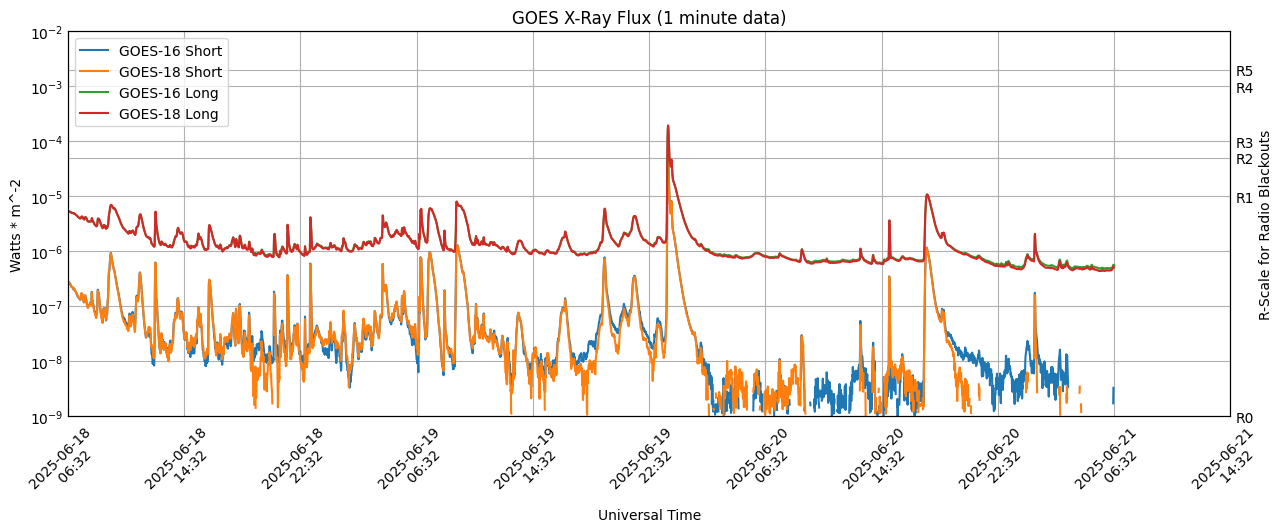 GOES X-Ray Flux (1 minute data)
GOES-16 Short
GOES-18 Short
GOES-16 Long
GOES-18 Long
Watts * m^-2
10^-2
10^-3
10^-4
10^-5
10^-6
10^-7
10^-8
10^-9
R5
R4
R3
R2
R1
R0
R-Scale for Radio Blackouts
2025-06-18
06:32
2025-06-18
14:32
2025-06-18
22:32
2025-06-19
06:32
2025-06-19
14:32
2025-06-19
22:32
2025-06-20
06:32
2025-06-20
14:32
2025-06-20
22:32
2025-06-21
06:32
2025-06-21
14:32
Universal Time